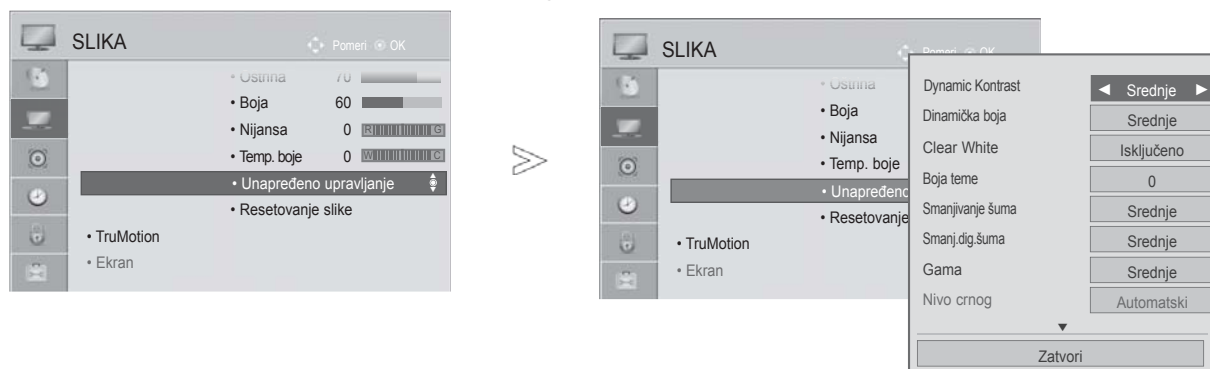 SLIKA
Pomeri OK
• Oštrina 70
• Boja 60
• Nijansa 0 R G
• Temp. boje 0 W C
• Unapređeno upravljanje
• Resetovanje slike
• TruMotion
• Ekran
SLIKA
Pomeri OK
• Oštrina
• Boja
• Nijansa
• Temp. boje
• Unapređeno
• Resetovanje
• TruMotion
• Ekran
Dynamic Kontrast ◄ Srednje ►
Dinamička boja Srednje
Clear White Isključeno
Boja teme 0
Smanjivanje šuma Srednje
Smanj.dig.šuma Srednje
Gama Srednje
Nivo crnog Automatski
▼
Zatvori